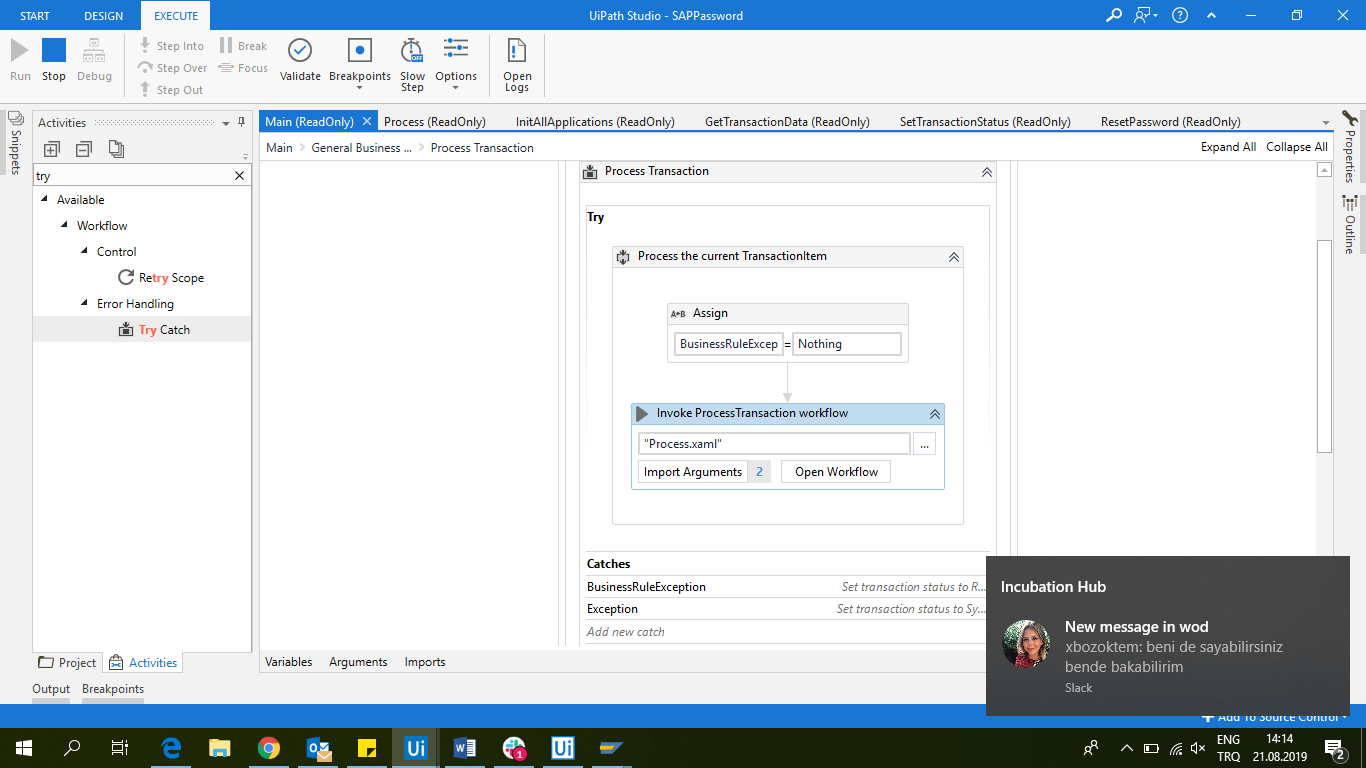 START DESIGN EXECUTE UiPath Studio - SAPPassword
Run Stop Debug
Step Into
Step Over
Step Out
Break
Focus
Validate Breakpoints Slow Step OFF Options Open Logs
Snippets
Activities
try
Available
Workflow
Control
Retry Scope
Error Handling
Try Catch
Project Activities
Output Breakpoints
Main (ReadOnly) Process (ReadOnly) InitAllApplications (ReadOnly) GetTransactionData (ReadOnly) SetTransactionStatus (ReadOnly) ResetPassword (ReadOnly)
Main General Business ... Process Transaction Expand All Collapse All
Process Transaction
Try
Process the current TransactionItem
A+B Assign
BusinessRuleExcep = Nothing
Invoke ProcessTransaction workflow
"Process.xaml" ...
Import Arguments 2 Open Workflow
Catches
BusinessRuleException Set transaction status to R...
Exception Set transaction status to Sy...
Add new catch
Variables Arguments Imports
Properties
Outline
Incubation Hub
New message in wod
xbozoktem: beni de sayabilirsiniz
bende bakabilirim
Slack
Add To Source Control
Ui 1 Ui
ENG
TRQ
14:14
21.08.2019
2